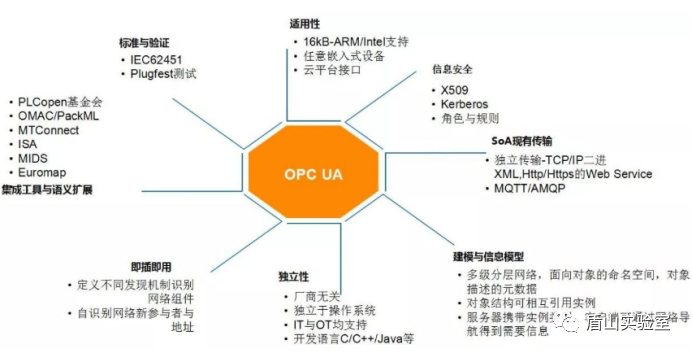 适用性
16kB-ARM/Intel支持
任意嵌入式设备
云平台接口
标准与验证
IEC62451
Plugfest测试
信息安全
X509
Kerberos
角色与规则
PLCopen基金会
OMAC/PackML
MTConnect
ISA
MIDS
Euromap
集成工具与语义扩展
SoA现有传输
独立传输-TCP/IP二进
XML,Http/Https的Web Service
MQTT/AMQP
OPC UA
即插即用
定义不同发现机制识别
网络组件
自识别网络新参与者与
地址
独立性
厂商无关
独立于操作系统
IT与OT均支持
开发语言C/C++/Java等
建模与信息模型
多级分层网络，面向对象的命名空间，对象
描述的元数据
对象结构可相互引用实例
服务器携带实例
航得到需要信息
眉山实验室